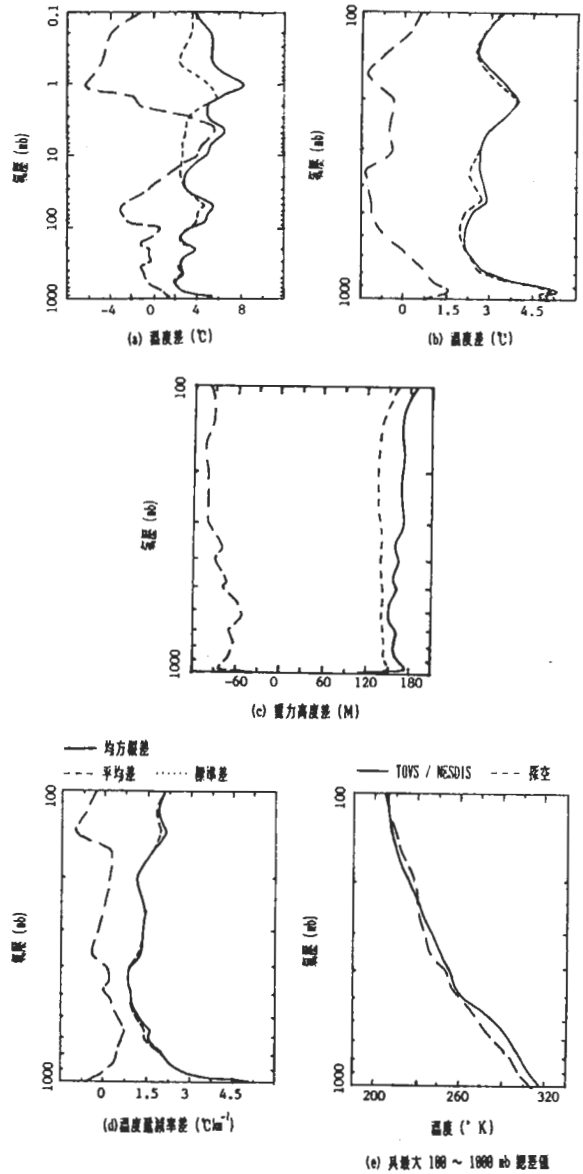 0.1
1
10
100
1000
氣壓 (mb)
-4 0 4 8
(a) 溫度差 (℃)
100
1000
氣壓 (mb)
0 1.5 3 4.5
(b) 溫度差 (℃)
100
1000
氣壓 (mb)
-60 0 60 120 180
(c) 重力高度差 (M)
均方根差
平均差 標準差
100
1000
氣壓 (mb)
0 1.5 3 4.5
(d)溫度遞減率差 (℃km⁻¹)
TOVS / NESDIS 探空
100
1000
氣壓 (mb)
200 260 320
溫度 (° K)
(e) 具最大 100 ~ 1000 mb 總差值